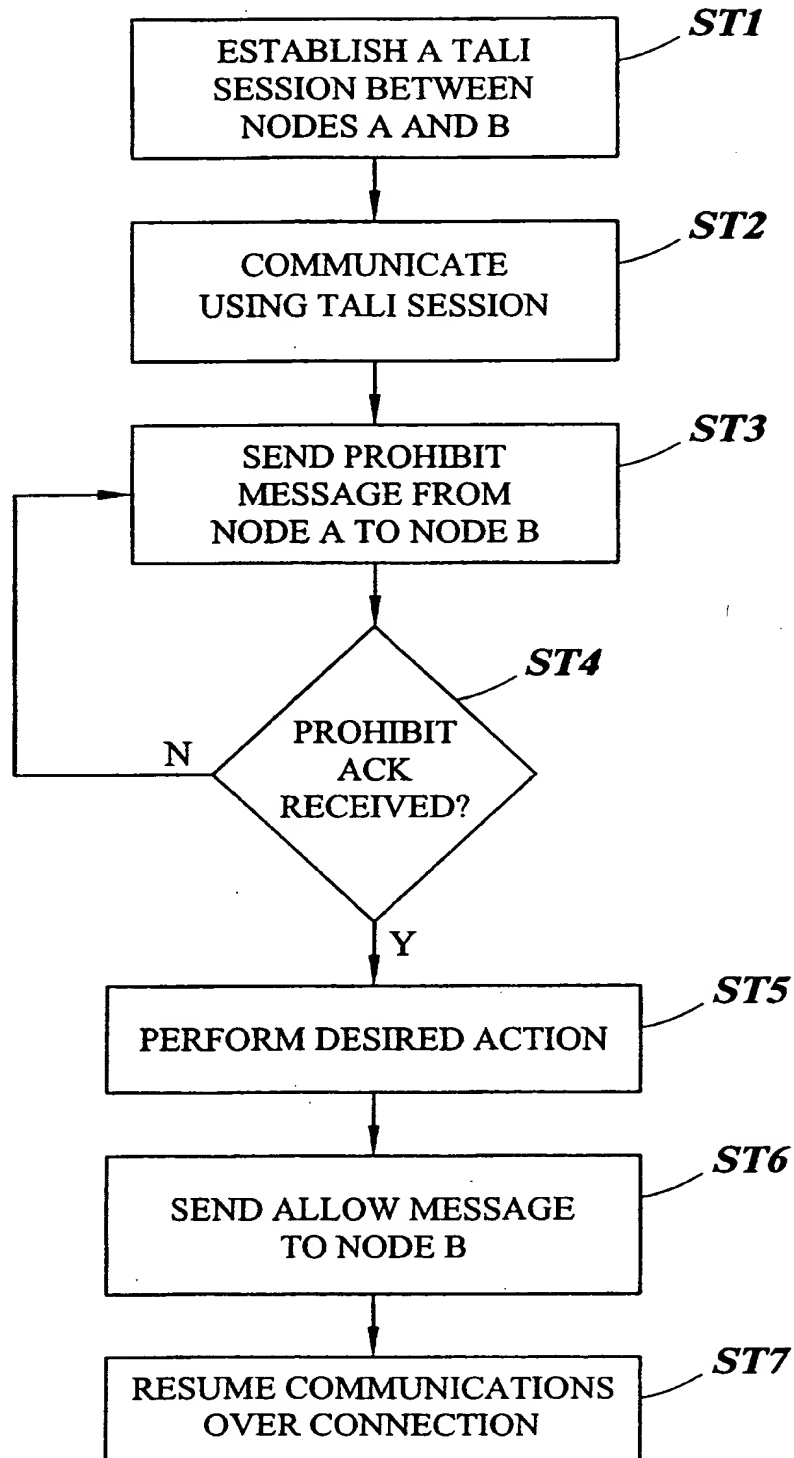 ST1
ESTABLISH A TALI
SESSION BETWEEN
NODES A AND B
ST2
COMMUNICATE
USING TALI SESSION
ST3
SEND PROHIBIT
MESSAGE FROM
NODE A TO NODE B
ST4
PROHIBIT
ACK
RECEIVED?
N
Y
ST5
PERFORM DESIRED ACTION
ST6
SEND ALLOW MESSAGE
TO NODE B
ST7
RESUME COMMUNICATIONS
OVER CONNECTION